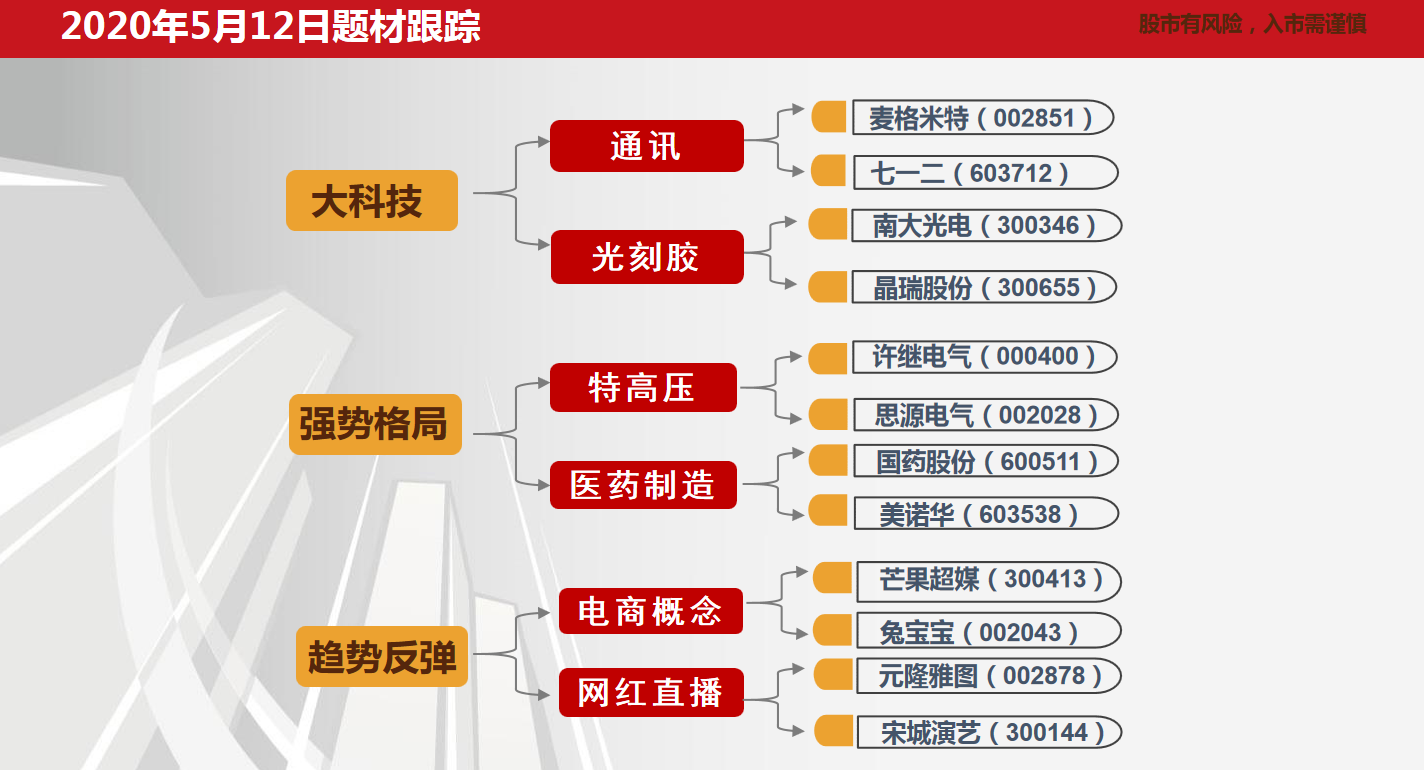 2020年5月12日题材跟踪
股市有风险，入市需谨慎
大科技
通讯
麦格米特（002851）
七一二（603712）
光刻胶
南大光电（300346）
晶瑞股份（300655）
强势格局
特高压
许继电气（000400）
思源电气（002028）
医药制造
国药股份（600511）
美诺华（603538）
趋势反弹
电商概念
芒果超媒（300413）
兔宝宝（002043）
网红直播
元隆雅图（002878）
宋城演艺（300144）